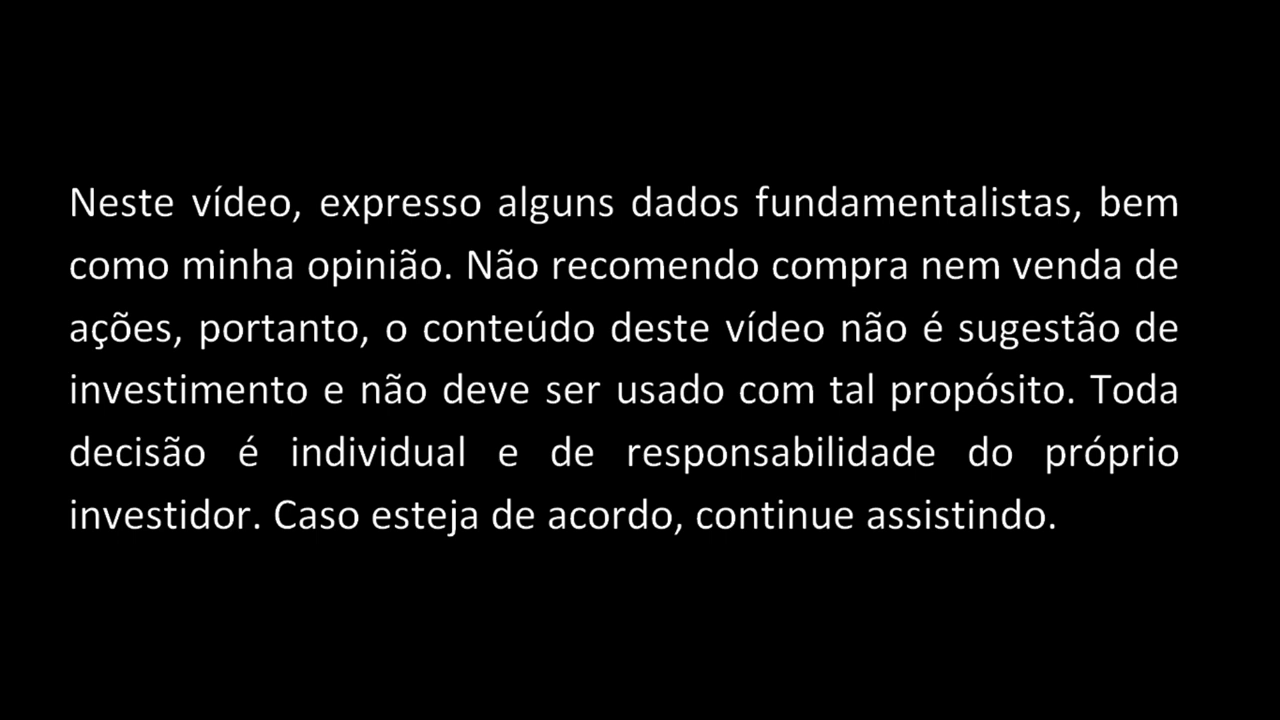 Neste vídeo, expresso alguns dados fundamentalistas, bem
como minha opinião. Não recomendo compra nem venda de
ações, portanto, o conteúdo deste vídeo não é sugestão de
investimento e não deve ser usado com tal propósito. Toda
decisão é individual e de responsabilidade do próprio
investidor. Caso esteja de acordo, continue assistindo.